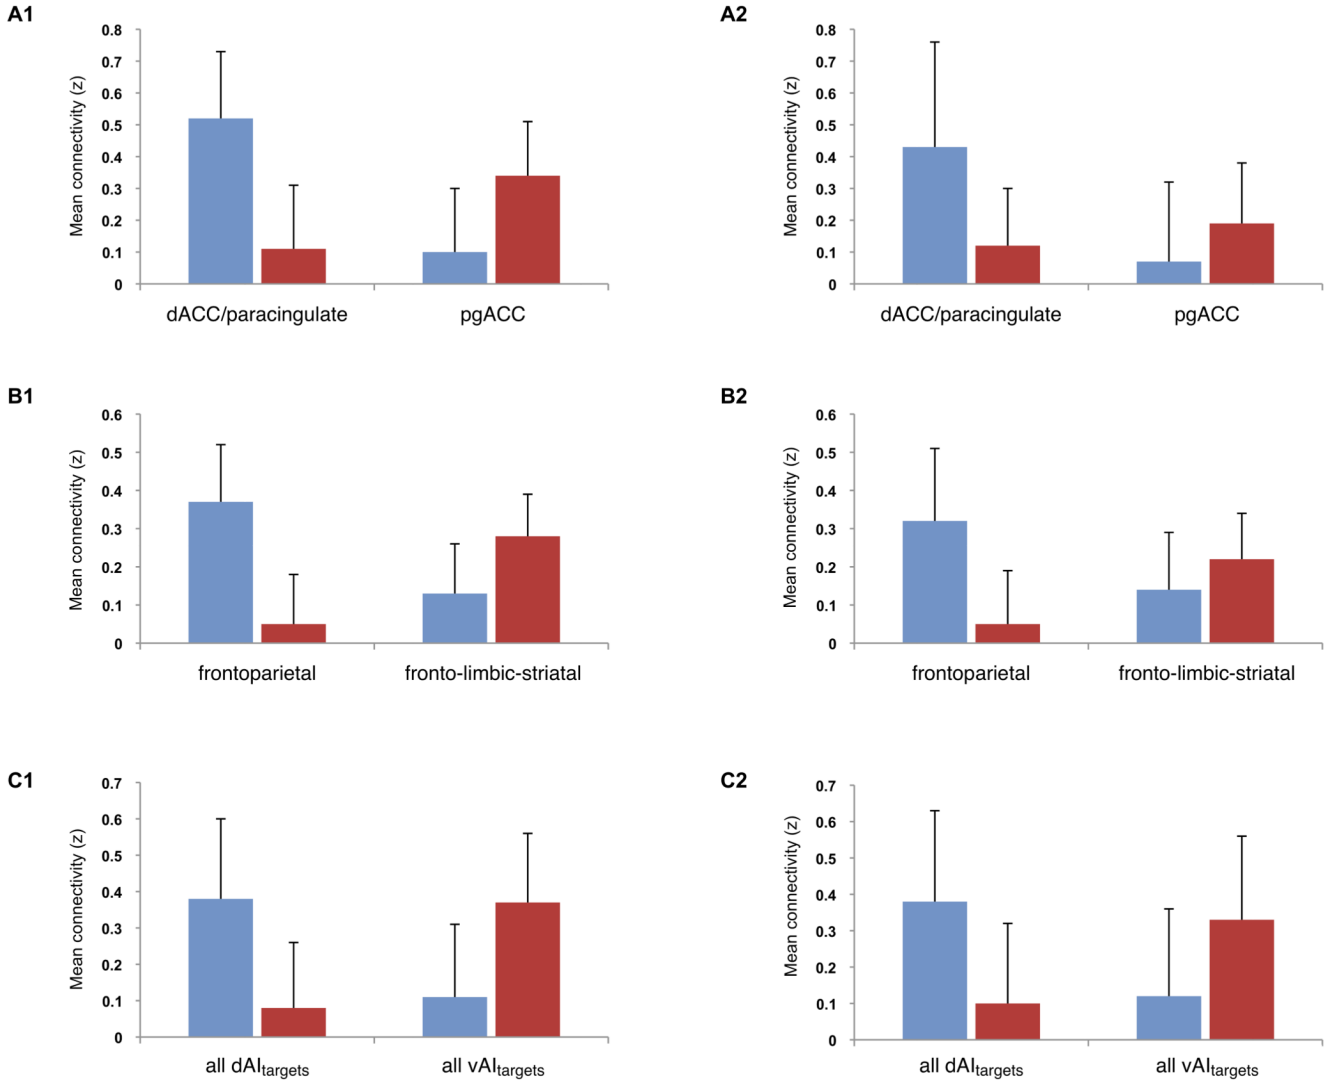 A1
Mean connectivity (z)
0.8
0.7
0.6
0.5
0.4
0.3
0.2
0.1
0
dACC/paracingulate pgACC
A2
Mean connectivity (z)
0.8
0.7
0.6
0.5
0.4
0.3
0.2
0.1
0
dACC/paracingulate pgACC
B1
Mean connectivity (z)
0.6
0.5
0.4
0.3
0.2
0.1
0
frontoparietal fronto-limbic-striatal
B2
Mean connectivity (z)
0.6
0.5
0.4
0.3
0.2
0.1
0
frontoparietal fronto-limbic-striatal
C1
Mean connectivity (z)
0.7
0.6
0.5
0.4
0.3
0.2
0.1
0
all dAItargets all vAItargets
C2
Mean connectivity (z)
0.7
0.6
0.5
0.4
0.3
0.2
0.1
0
all dAItargets all vAItargets